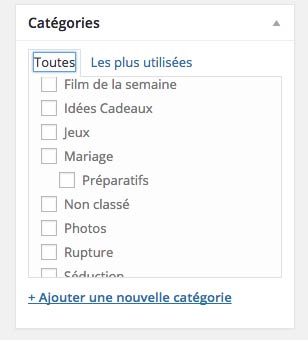 Catégories
Toutes Les plus utilisées
Film de la semaine
Idées Cadeaux
Jeux
Mariage
Préparatifs
Non classé
Photos
Rupture
Séduction
+ Ajouter une nouvelle catégorie